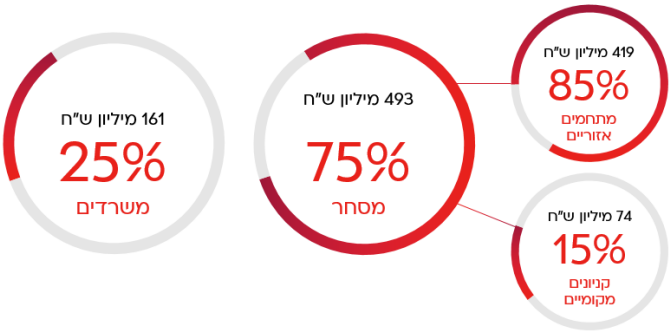 161 מיליון ש"ח
25%
משרדים
493 מיליון ש"ח
75%
מסחר
419 מיליון ש"ח
85%
מתחמים
אזוריים
74 מיליון ש"ח
15%
קניונים
מקומיים